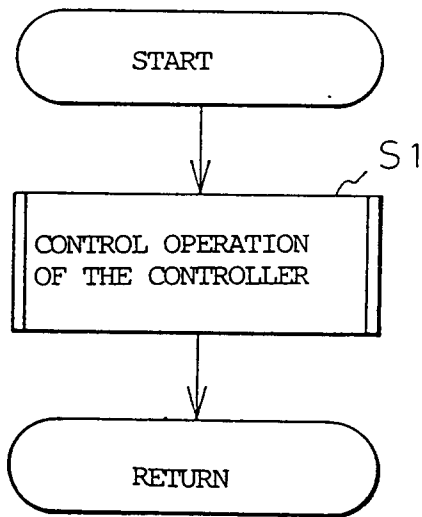 START
S1
CONTROL OPERATION
OF THE CONTROLLER
RETURN